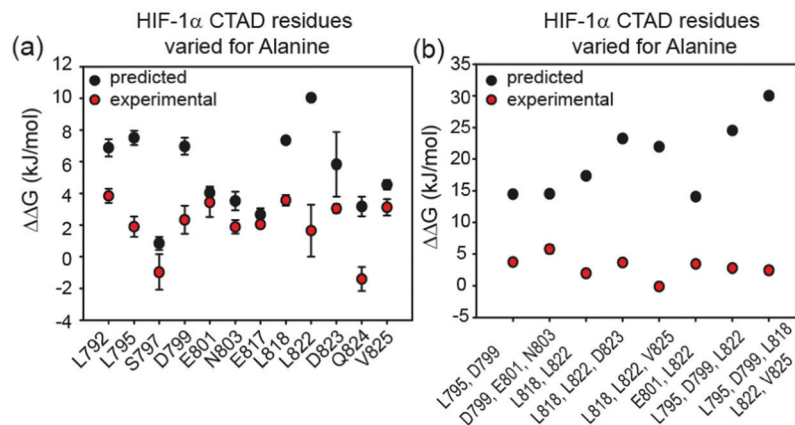 HIF-1α CTAD residues
varied for Alanine
(a)
predicted
experimental
ΔΔG (kJ/mol)
12
10
8
6
4
2
0
-2
-4
L792
L795
S797
D799
E801
N803
E817
L818
L822
D823
Q824
V825
HIF-1α CTAD residues
varied for Alanine
(b)
predicted
experimental
ΔΔG (kJ/mol)
35
30
25
20
15
10
5
0
-5
L795, D799
D799, E801, N803
L818, L822
L818, L822, D823
L818, L822, V825
E801, L822
L795, D799, L822
L795, D799, L818
L822, V825